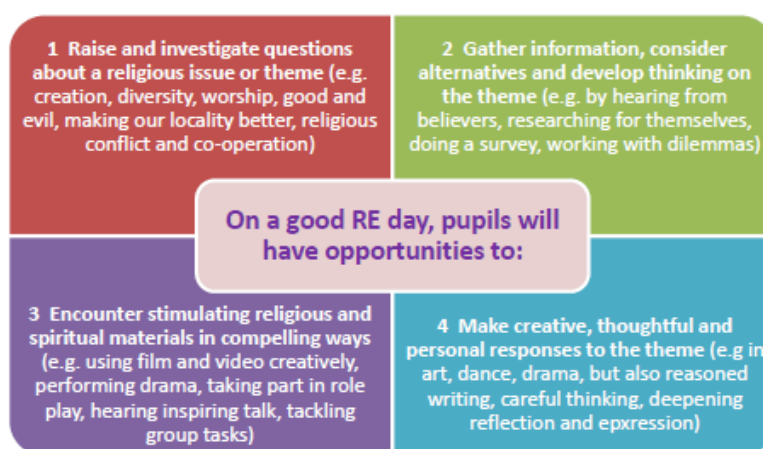 1 Raise and investigate questions
about a religious issue or theme (e.g.
creation, diversity, worship, good and
evil, making our locality better, religious
conflict and co-operation)
2 Gather information, consider
alternatives and develop thinking on
the theme (e.g. by hearing from
believers, researching for themselves,
doing a survey, working with dilemmas)
On a good RE day, pupils will
have opportunities to:
3 Encounter stimulating religious and
spiritual materials in compelling ways
(e.g. using film and video creatively,
performing drama, taking part in role
play, hearing inspiring talk, tackling
group tasks)
4 Make creative, thoughtful and
personal responses to the theme (e.g in
art, dance, drama, but also reasoned
writing, careful thinking, deepening
reflection and epxression)